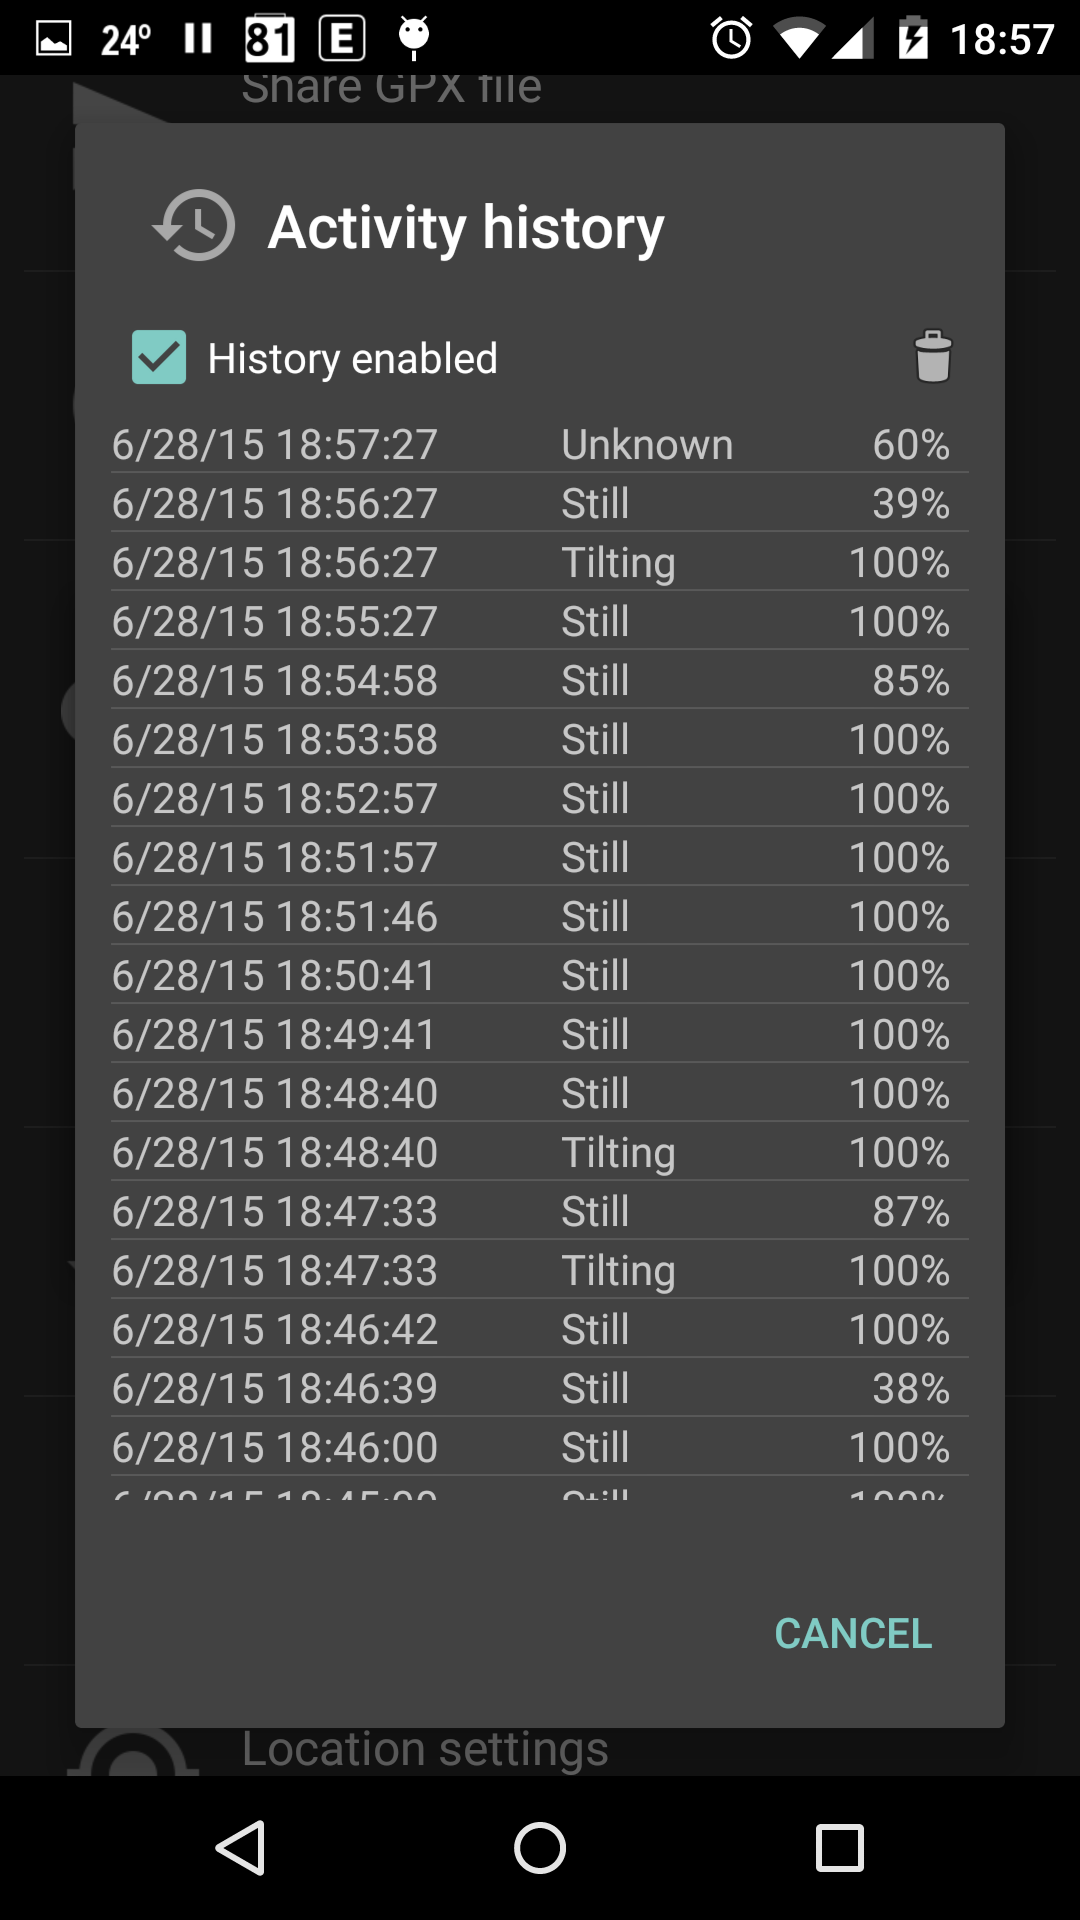 24º 81 E 18:57
Share GPX file
Activity history
History enabled
6/28/15 18:57:27 Unknown 60%
6/28/15 18:56:27 Still 39%
6/28/15 18:56:27 Tilting 100%
6/28/15 18:55:27 Still 100%
6/28/15 18:54:58 Still 85%
6/28/15 18:53:58 Still 100%
6/28/15 18:52:57 Still 100%
6/28/15 18:51:57 Still 100%
6/28/15 18:51:46 Still 100%
6/28/15 18:50:41 Still 100%
6/28/15 18:49:41 Still 100%
6/28/15 18:48:40 Still 100%
6/28/15 18:48:40 Tilting 100%
6/28/15 18:47:33 Still 87%
6/28/15 18:47:33 Tilting 100%
6/28/15 18:46:42 Still 100%
6/28/15 18:46:39 Still 38%
6/28/15 18:46:00 Still 100%
Still 100%
CANCEL
Location settings